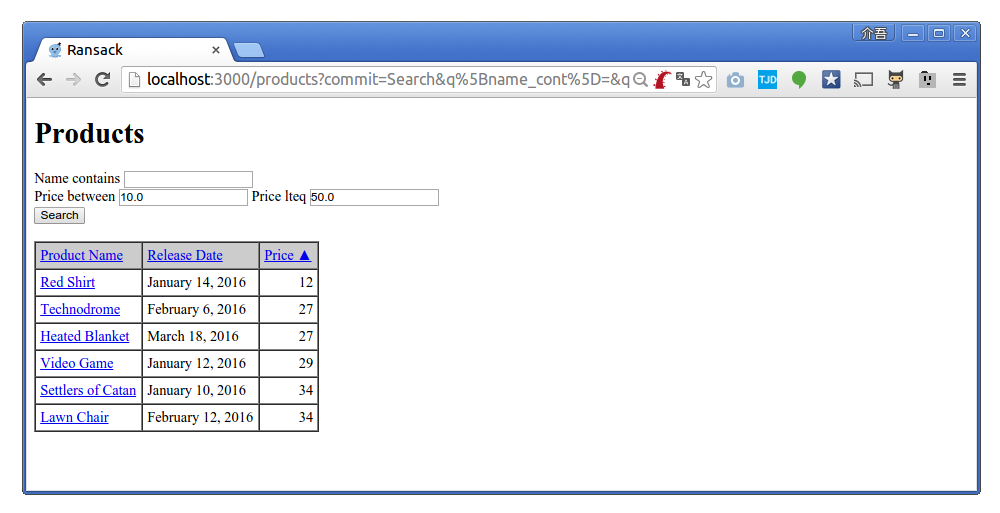 介吾
Ransack
localhost:3000/products?commit=Search&q%5Bname_cont%5D=&q
TJD
Products
Name contains
Price between 10.0 Price lteq 50.0
Search
Product Name Release Date Price ▲
Red Shirt January 14, 2016 12
Technodrome February 6, 2016 27
Heated Blanket March 18, 2016 27
Video Game January 12, 2016 29
Settlers of Catan January 10, 2016 34
Lawn Chair February 12, 2016 34